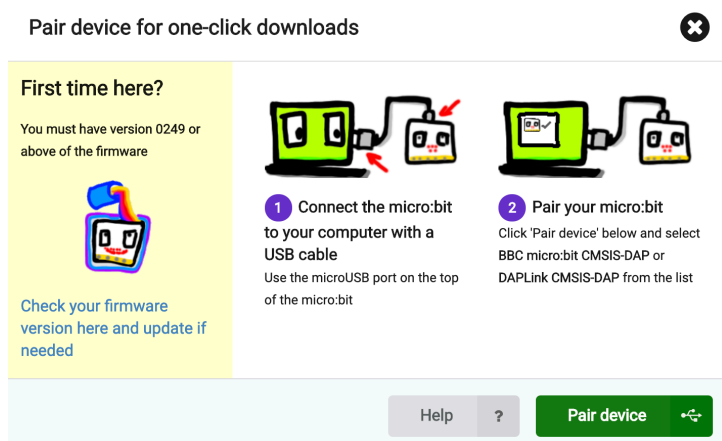 Pair device for one-click downloads
First time here?
You must have version 0249 or
above of the firmware
Check your firmware
version here and update if
needed
1 Connect the micro:bit
to your computer with a
USB cable
Use the microUSB port on the top
of the micro:bit
2 Pair your micro:bit
Click 'Pair device' below and select
BBC micro:bit CMSIS-DAP or
DAPLink CMSIS-DAP from the list
Help ?
Pair device